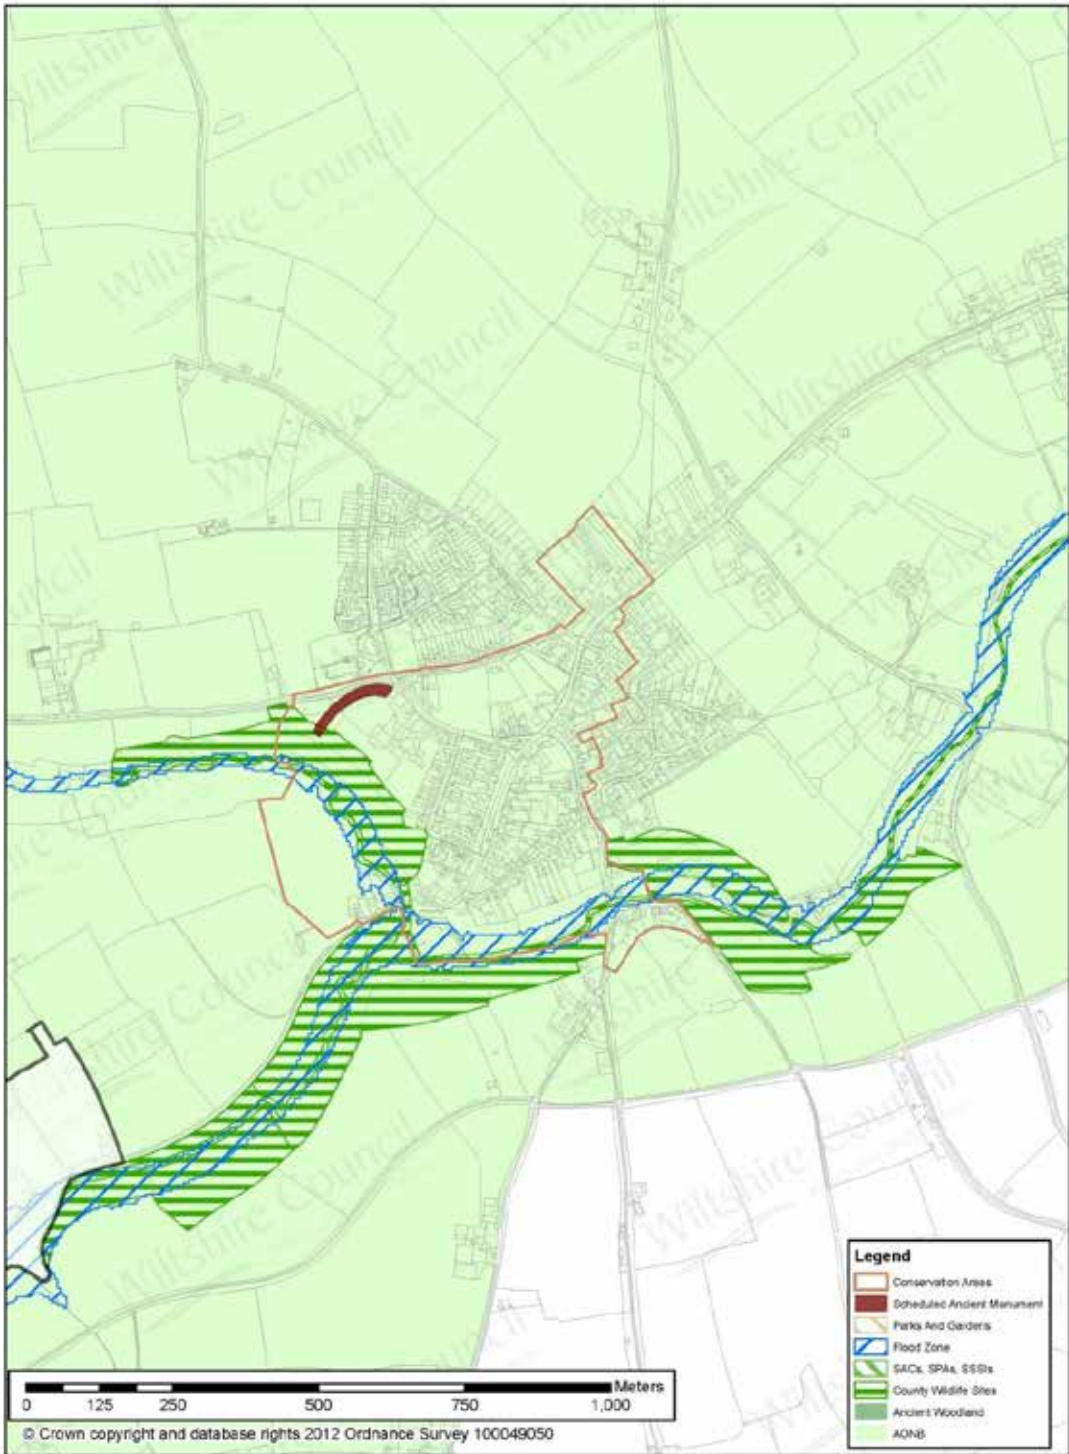 Wiltshire Council
Legend
Conservation Areas
Scheduled Ancient Monument
Parks And Gardens
Flood Zone
SACs, SPAs, SSSIs
County Wildlife Sites
Ancient Woodland
AONB
Meters
0 125 250 500 750 1,000
© Crown copyright and database rights 2012 Ordnance Survey 100049050